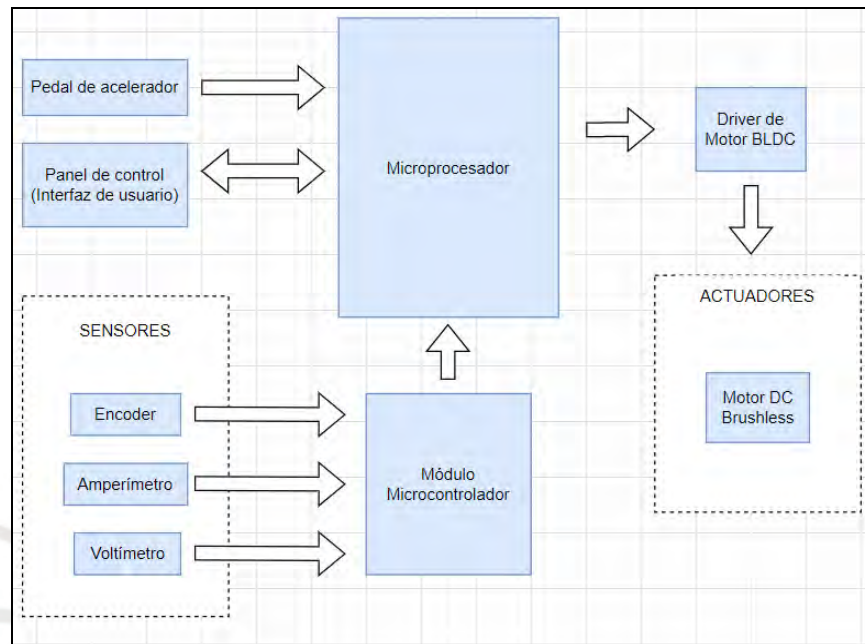 Pedal de acelerador
Panel de control
(Interfaz de usuario)
Microprocesador
Driver de
Motor BLDC
SENSORES
Encoder
Amperímetro
Voltímetro
Módulo
Microcontrolador
ACTUADORES
Motor DC
Brushless